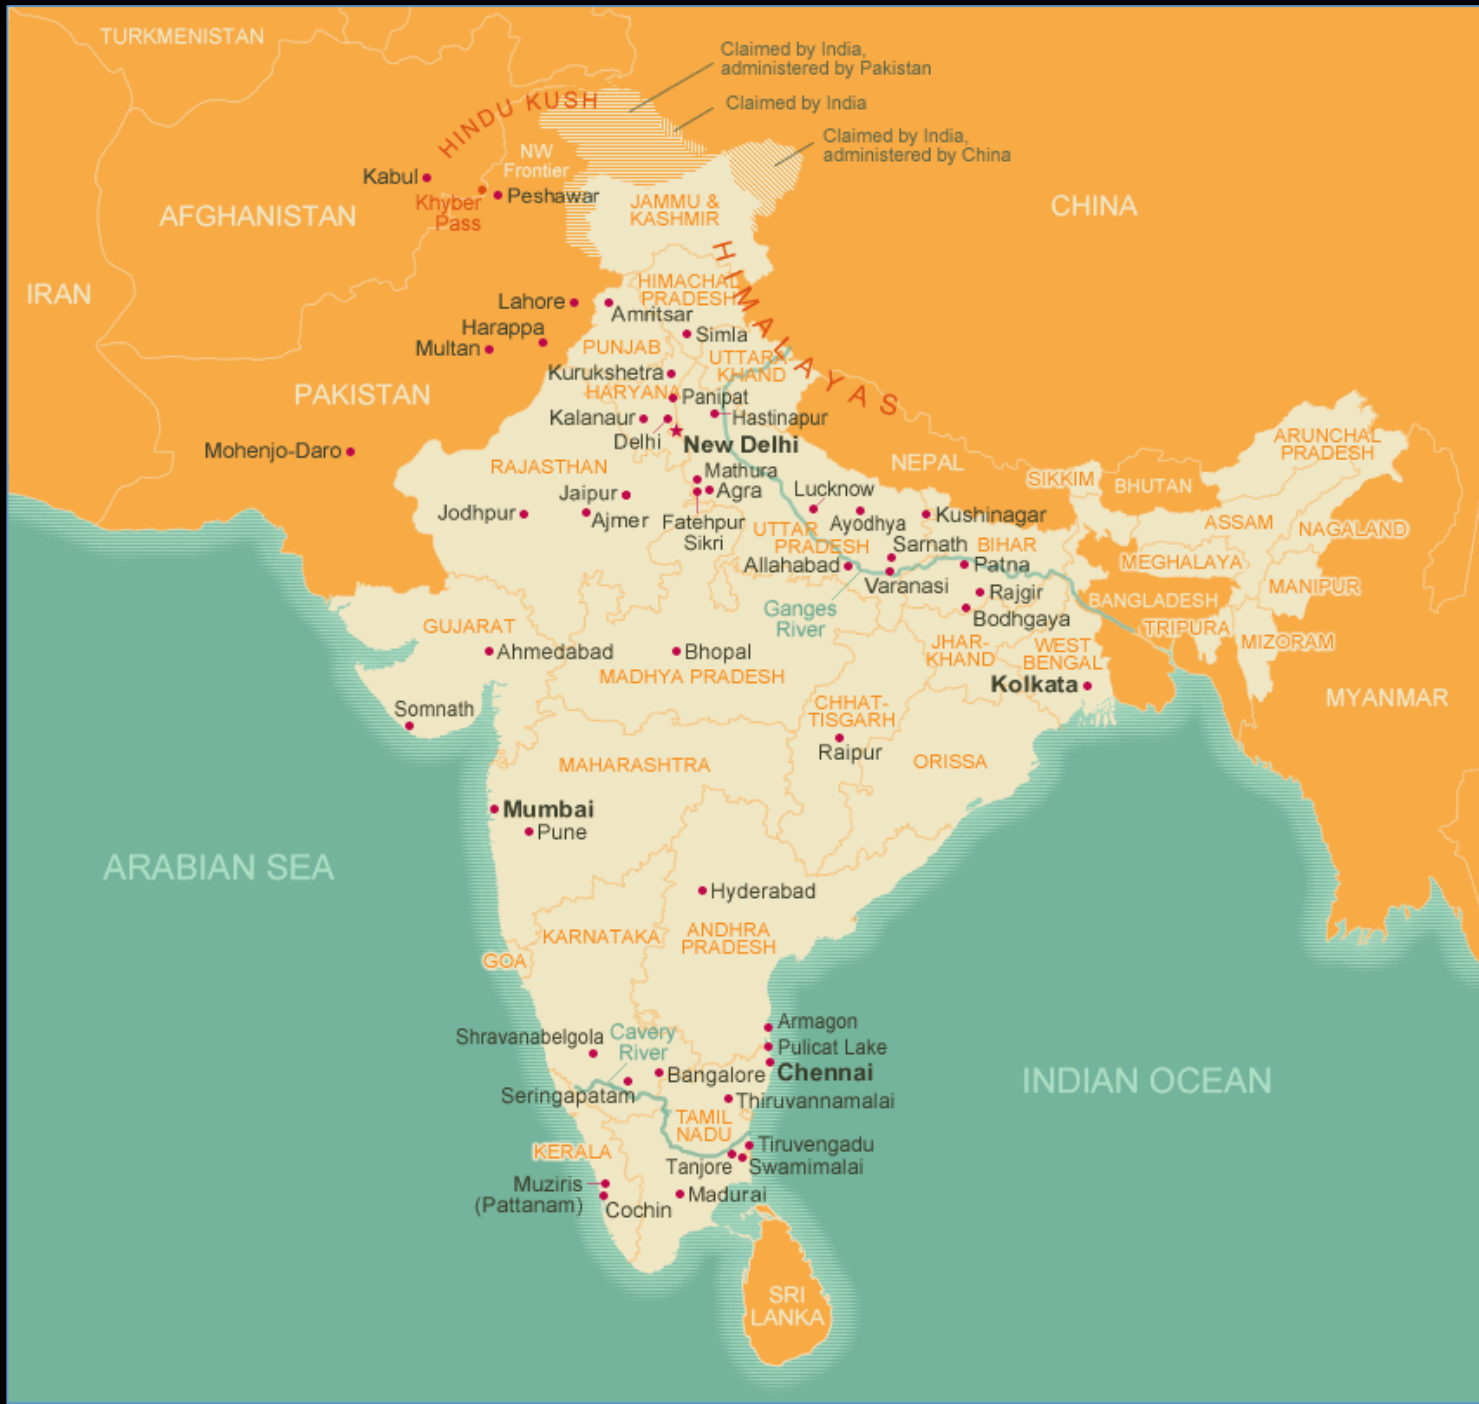 TURKMENISTAN
Claimed by India,
administered by Pakistan
HINDU KUSH
Claimed by India
Claimed by India,
administered by China
NW
Frontier
Kabul
Khyber
Pass
Peshawar
AFGHANISTAN
JAMMU &
KASHMIR
CHINA
IRAN
HIMALAYAS
HIMACHAL
PRADESH
Lahore
Amritsar
Harappa
Multan
Simla
PUNJAB
UTTARA-
KHAND
Kurukshetra
HARYANA
Panipat
PAKISTAN
Kalanaur
Hastinapur
Delhi
New Delhi
Mohenjo-Daro
RAJASTHAN
Mathura
Agra
Jaipur
Jodhpur
Ajmer
Fatehpur
Sikri
Lucknow
Ayodhya
Kushinagar
NEPAL
SIKKIM
BHUTAN
ARUNCHAL
PRADESH
ASSAM
NAGALAND
UTTAR
PRADESH
Sarnath
BIHAR
Allahabad
Varanasi
Patna
Rajgir
Bodhgaya
MEGHALAYA
MANIPUR
BANGLADESH
TRIPURA
MIZORAM
Ganges
River
GUJARAT
Ahmedabad
Bhopal
MADHYA PRADESH
JHAR-
KHAND
WEST
BENGAL
Kolkata
MYANMAR
Somnath
CHHAT-
TISGARH
Raipur
ORISSA
MAHARASHTRA
Mumbai
Pune
ARABIAN SEA
Hyderabad
ANDHRA
PRADESH
KARNATAKA
GOA
Armagon
Pulicat Lake
Chennai
Shravanabelgola
Cavery
River
Bangalore
Seringapatam
Thiruvannamalai
INDIAN OCEAN
TAMIL
NADU
KERALA
Tiruvengadu
Tanjore
Swamimalai
Muziris
(Pattanam)
Cochin
Madurai
SRI
LANKA